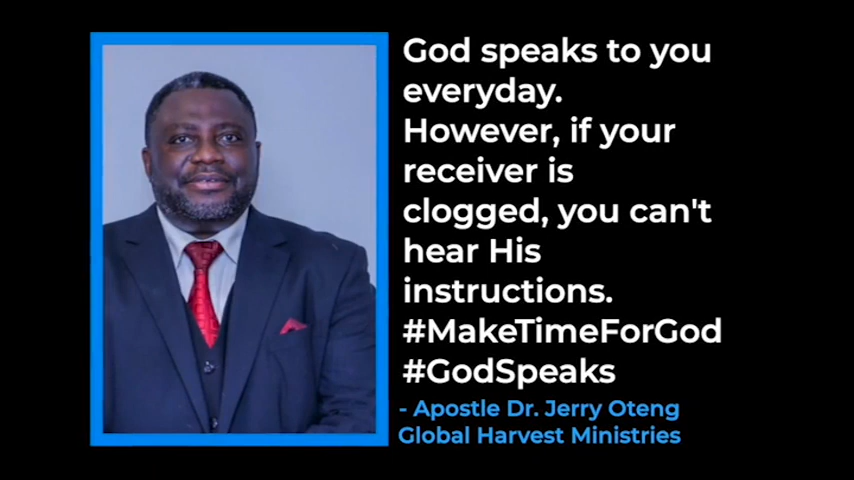 God speaks to you
everyday.
However, if your
receiver is
clogged, you can't
hear His
instructions.
#MakeTimeForGod
#GodSpeaks
- Apostle Dr. Jerry Oteng
Global Harvest Ministries